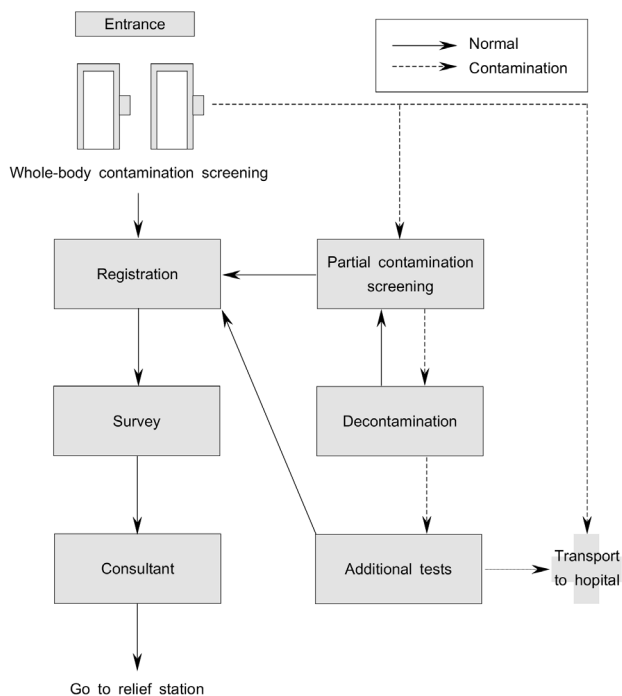 Entrance
Normal
Contamination
Whole-body contamination screening
Registration
Partial contamination
screening
Survey
Decontamination
Consultant
Additional tests
Transport
to hopital
Go to relief station